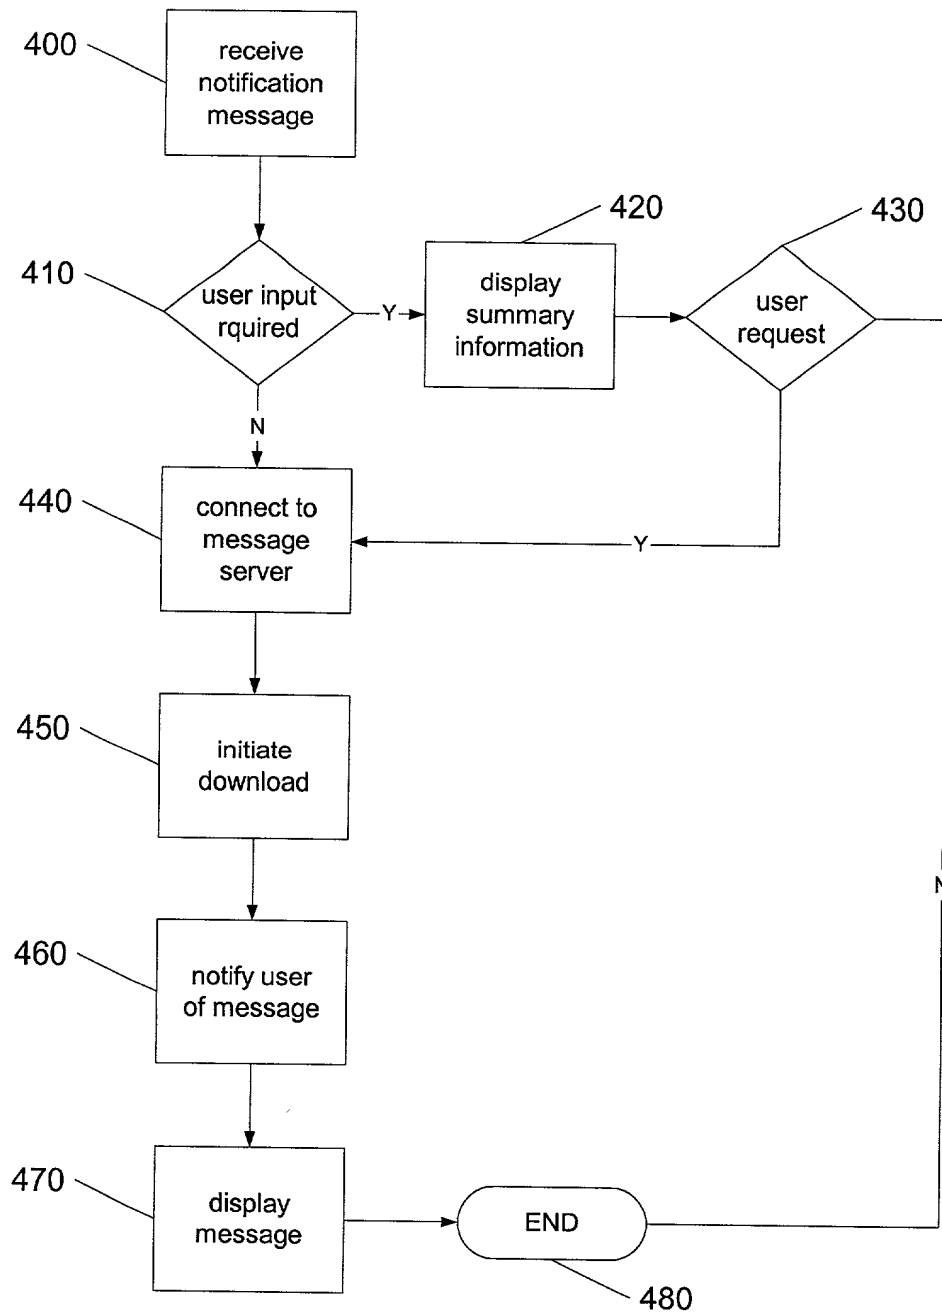 400
receive
notification
message
410
user input
rquired
Y
420
display
summary
information
430
user
request
N
440
connect to
message
server
Y
450
initiate
download
N
460
notify user
of message
470
display
message
END
480